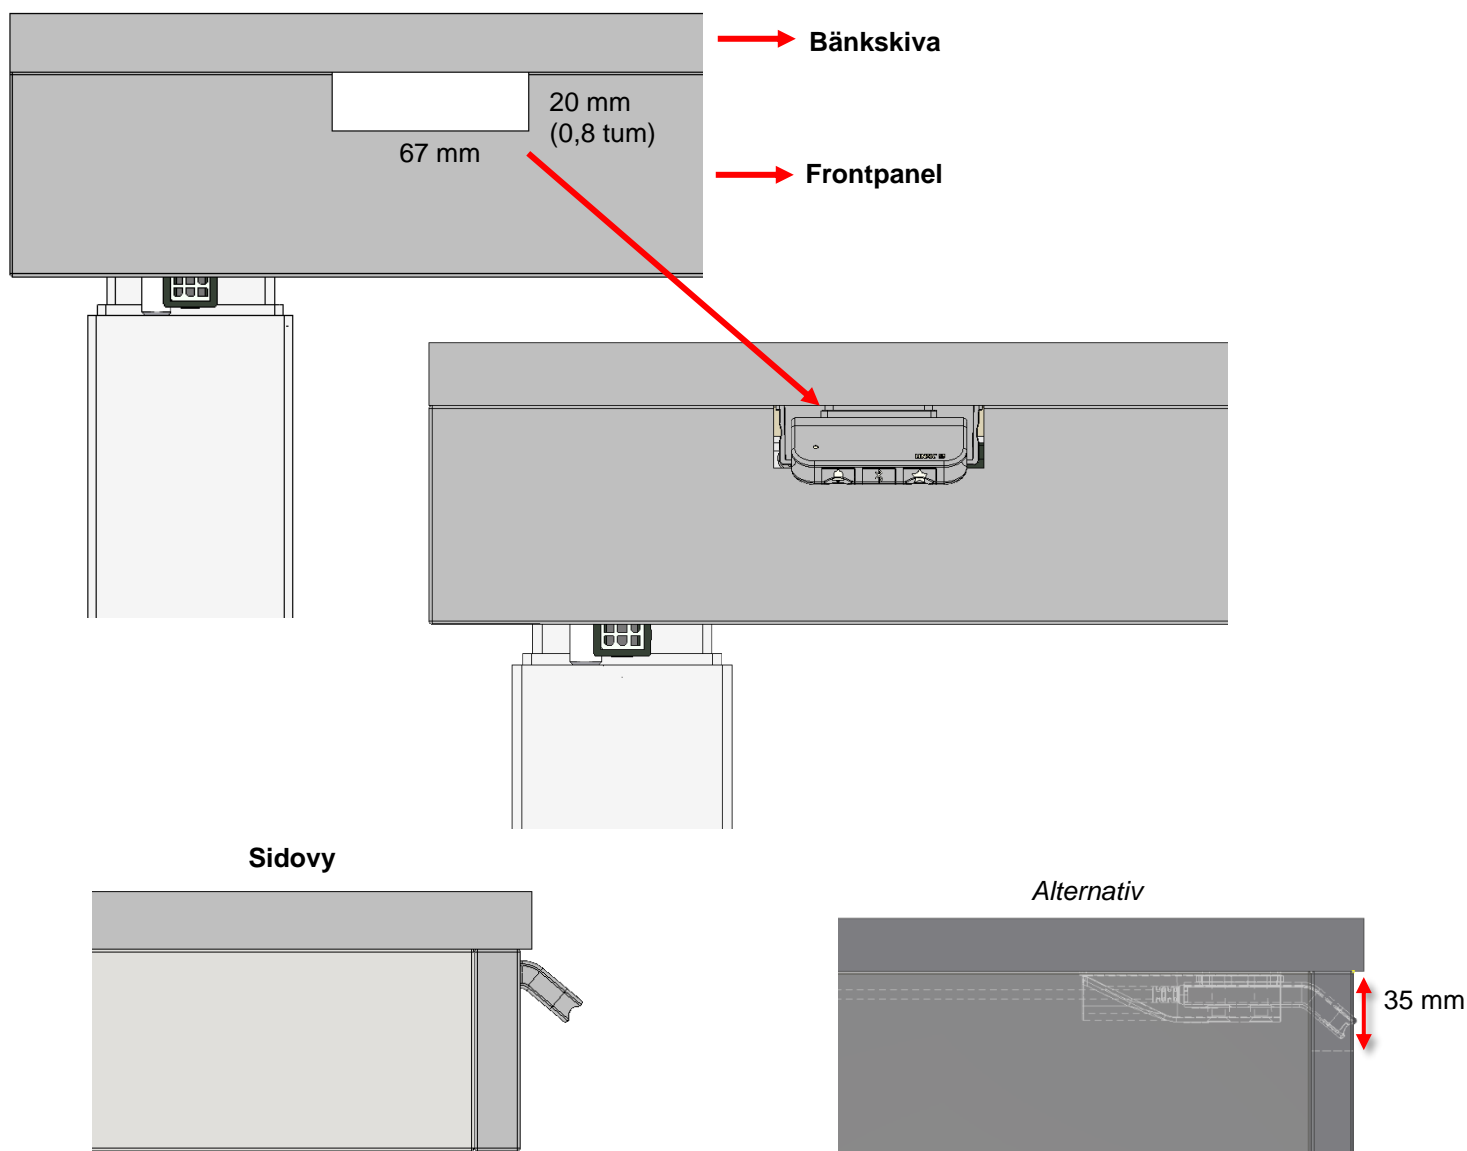 Bänkskiva
20 mm
(0,8 tum)
67 mm
Frontpanel
Sidovy
Alternativ
35 mm